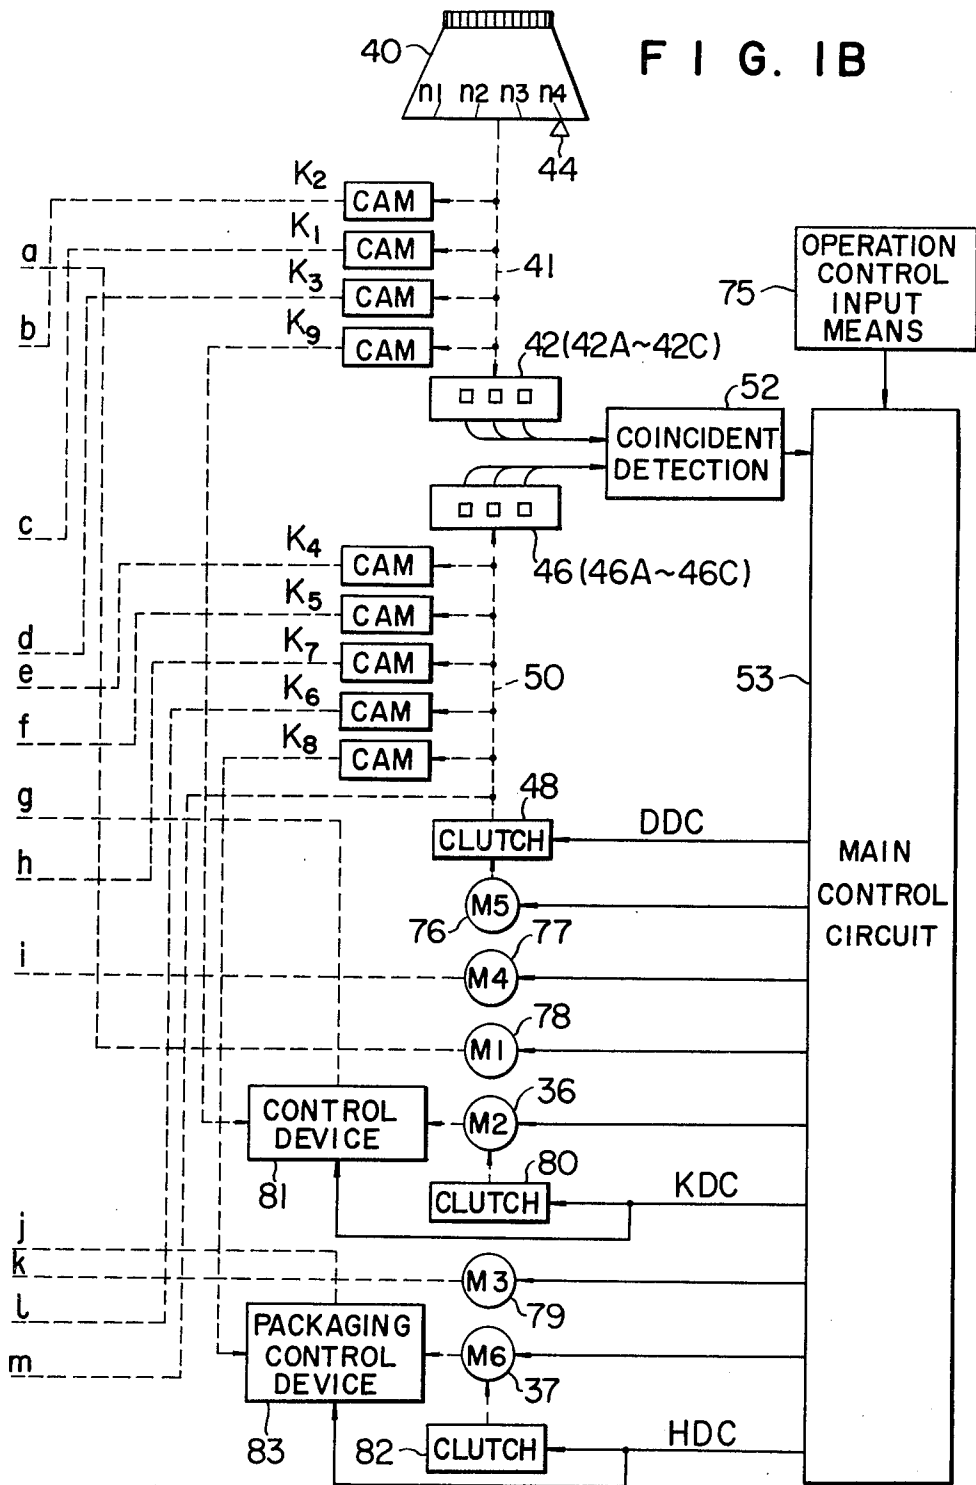 FIG. 1B
40
n1 n2 n3 n4
44
K2
CAM
K1
CAM
41
a
K3
CAM
b
K9
CAM
42(42A~42C)
OPERATION
CONTROL
INPUT
MEANS
75
52
COINCIDENT
DETECTION
c
K4
CAM
46(46A~46C)
K5
CAM
d
K7
CAM
e
50
53
K6
CAM
f
K8
CAM
g
48
CLUTCH
DDC
MAIN
CONTROL
CIRCUIT
h
M5
76
77
i
M4
78
M1
36
CONTROL
DEVICE
M2
81
80
CLUTCH
KDC
j
k
M3
79
l
PACKAGING
CONTROL
DEVICE
M6
m
37
83
82
CLUTCH
HDC